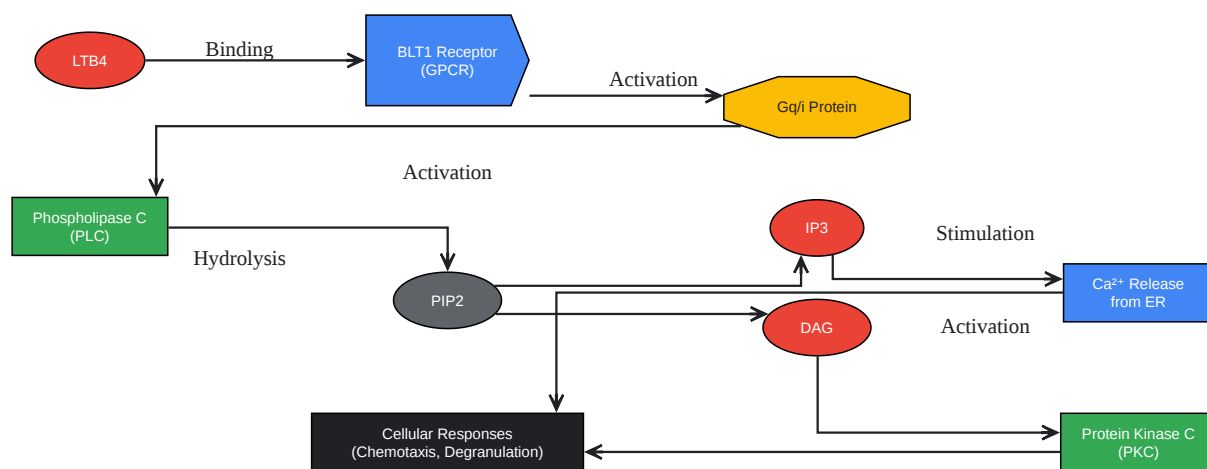 LTB4
Binding
BLT1 Receptor
(GPCR)
Activation
Gq/i Protein
Activation
Phospholipase C
(PLC)
Hydrolysis
PIP2
IP3
Stimulation
Ca²⁺ Release
from ER
DAG
Activation
Cellular Responses
(Chemotaxis, Degranulation)
Protein Kinase C
(PKC)